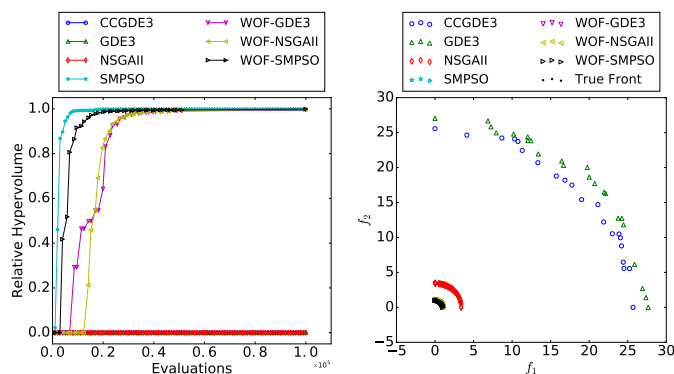 CCGDE3
GDE3
NSGAII
SMPSO
WOF-GDE3
WOF-NSGAII
WOF-SMPSO
Relative Hypervolume
1.0
0.8
0.6
0.4
0.2
0.0
0.0 0.2 0.4 0.6 0.8 1.0
×10⁵
Evaluations
CCGDE3
GDE3
NSGAII
SMPSO
WOF-GDE3
WOF-NSGAII
WOF-SMPSO
True Front
f₂
30
25
20
15
10
5
0
−5
−5 0 5 10 15 20 25 30
f₁